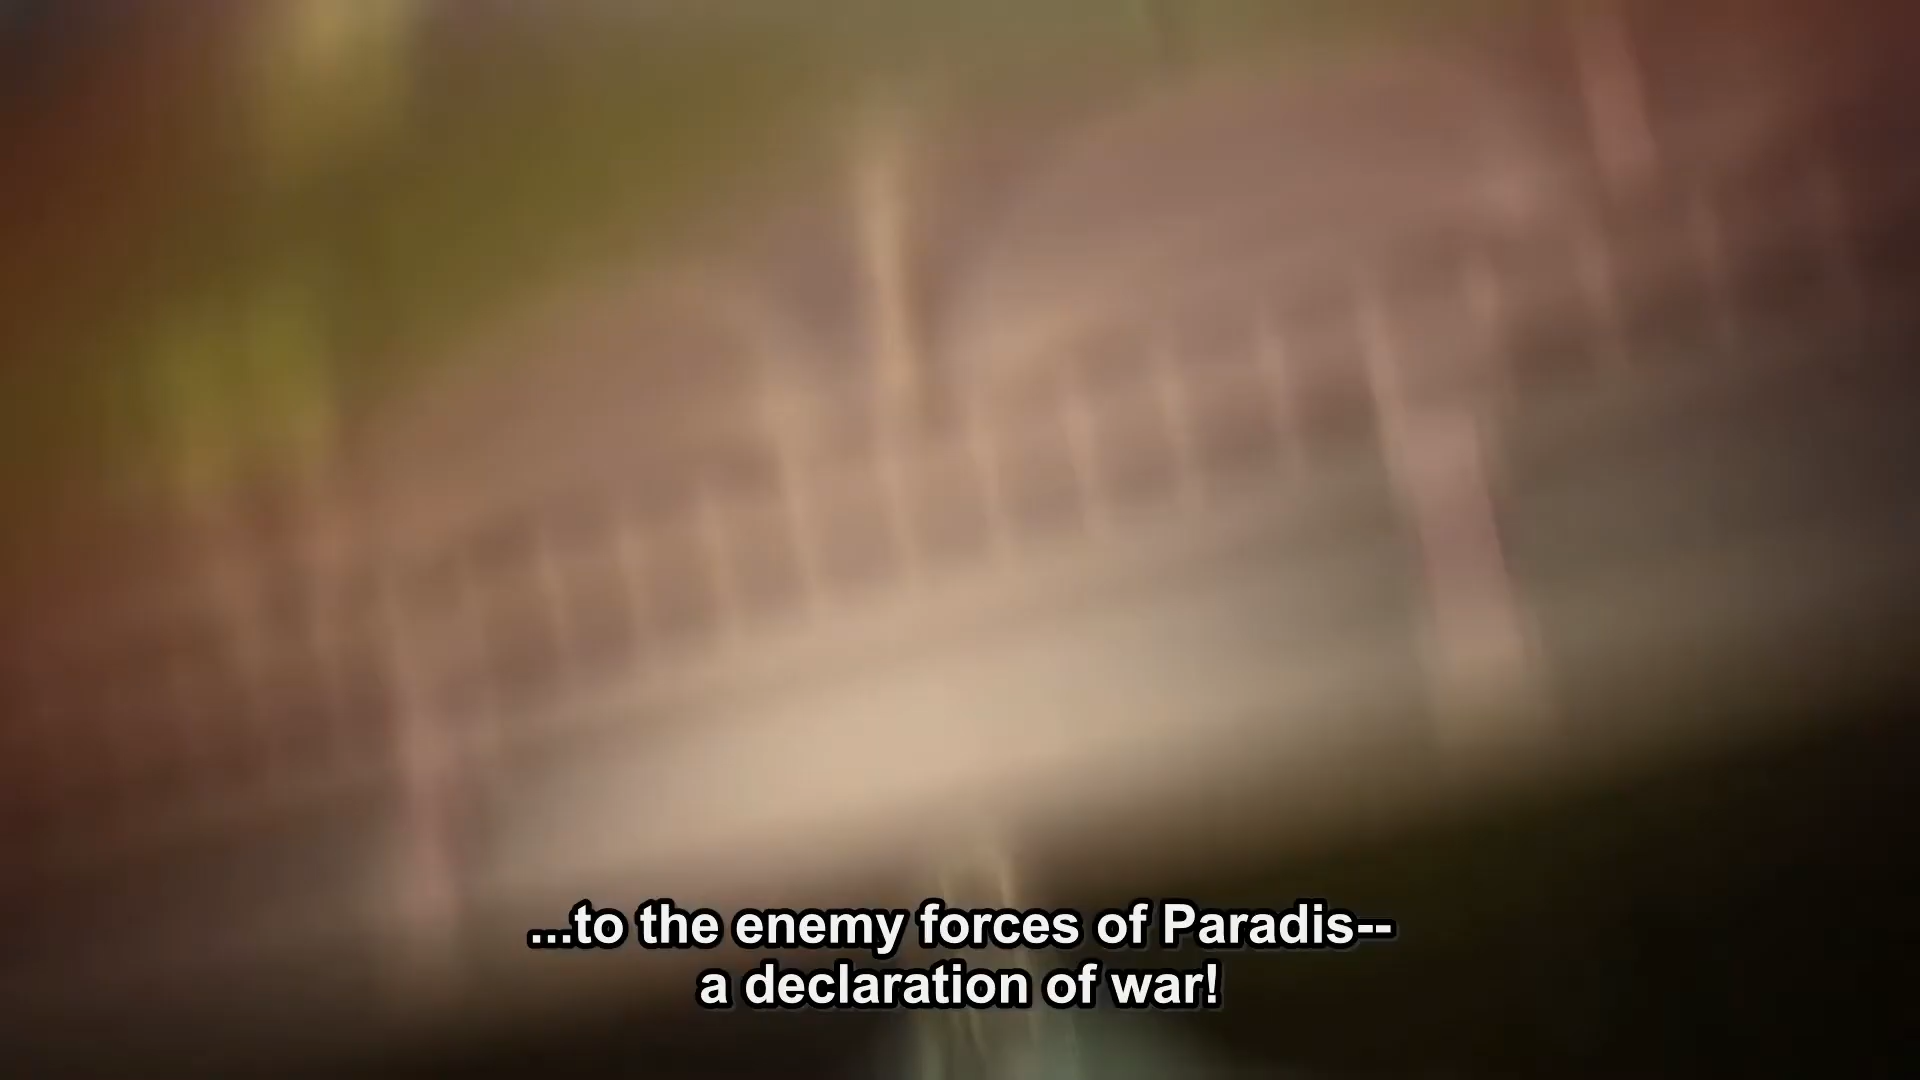 ...to the enemy forces of Paradis--
a declaration of war!